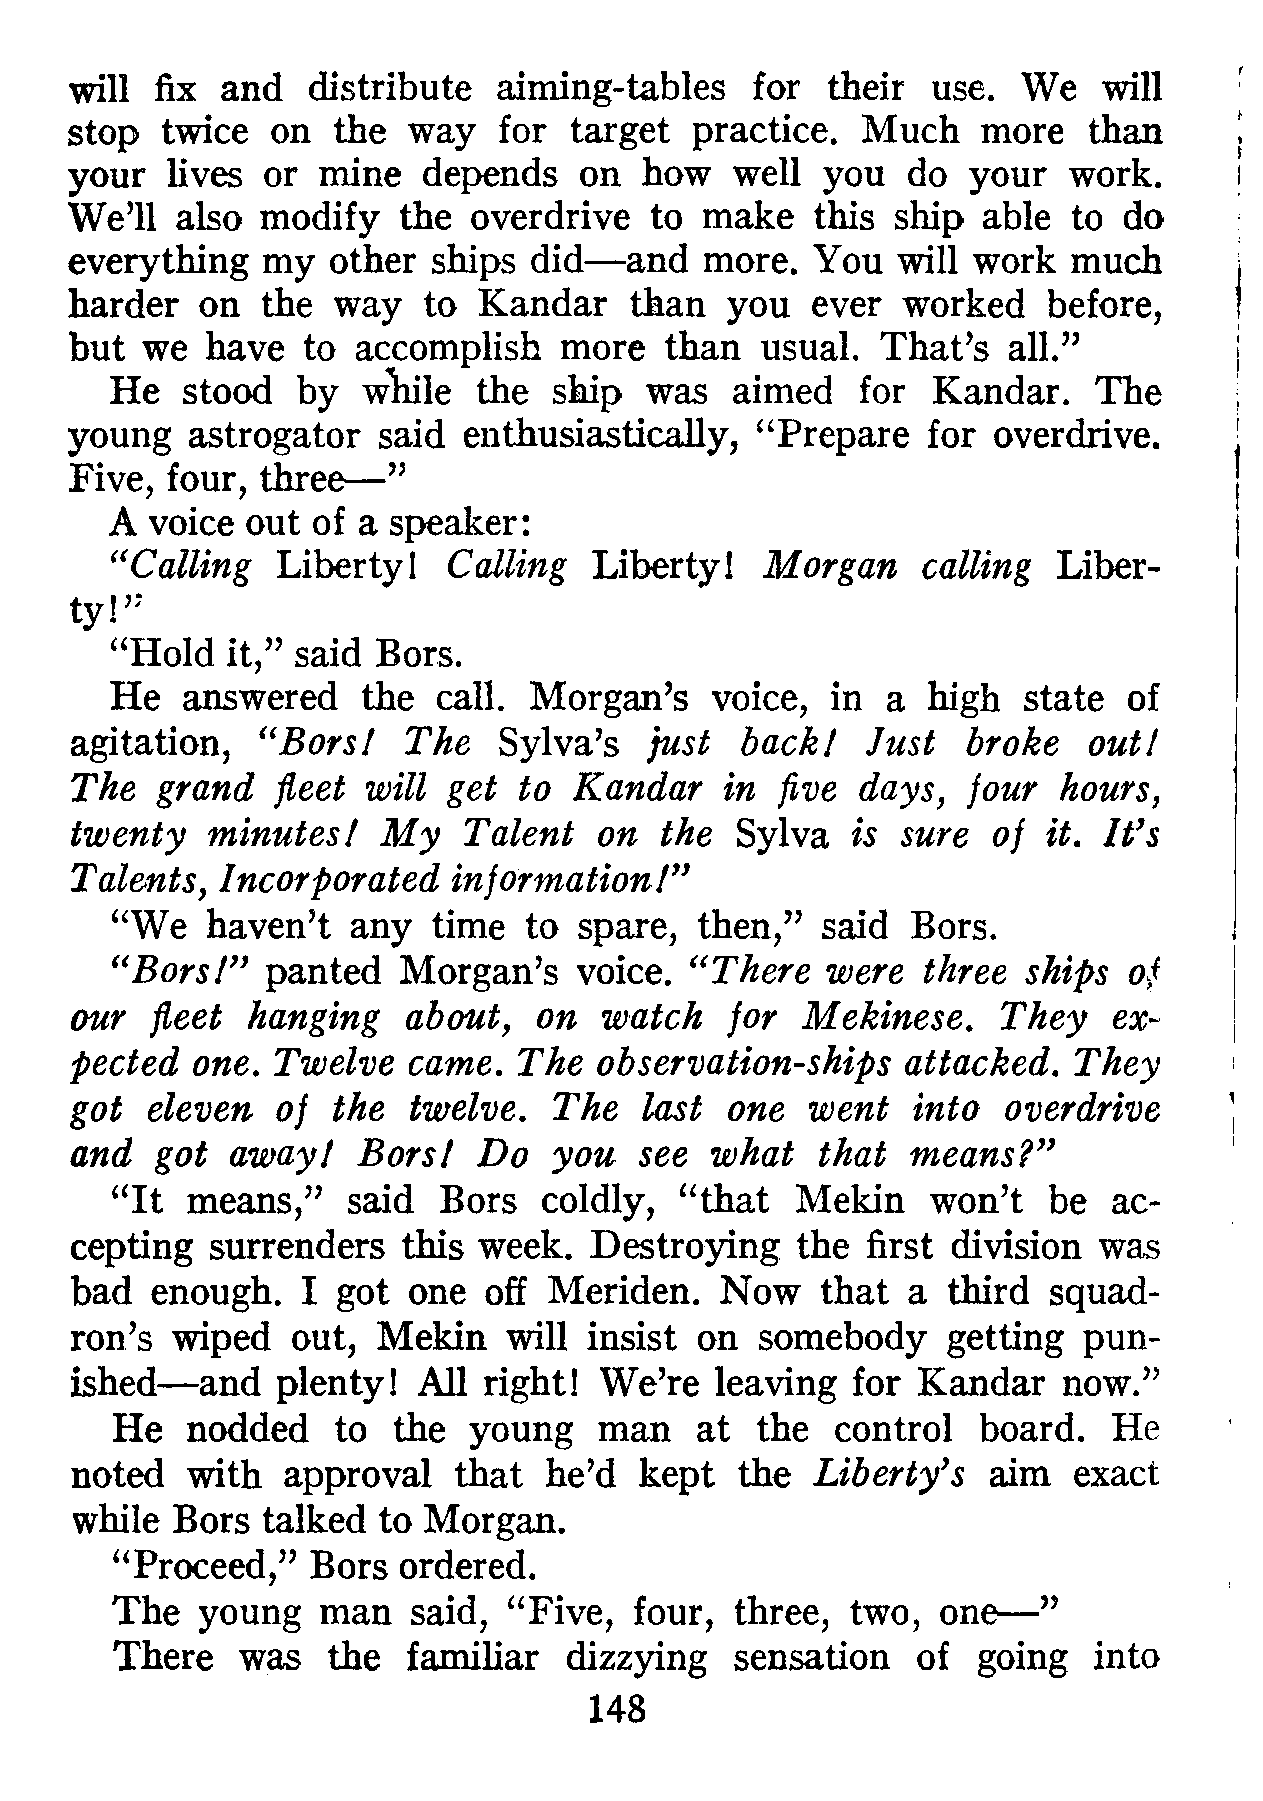 will fix and distribute aiming-tables for their use. We will
stop twice on the way for target practice. Much more than
your lives or mine depends on how well you do your work.
We'll also modify the overdrive to make this ship able to do
everything my other ships did—and more. You will work much
harder on the way to Kandar than you ever worked before,
but we have to accomplish more than usual. That's all.”
He stood by while the ship was aimed for Kandar. The
young astrogator said enthusiastically, “Prepare for overdrive.
Five, four, three—”
A voice out of a speaker:
“Calling Liberty! Calling Liberty! Morgan calling Liber-
ty!”
“Hold it,” said Bors.
He answered the call. Morgan's voice, in a high state of
agitation, “Bors! The Sylva's just back! Just broke out!
The grand fleet will get to Kandar in five days, four hours,
twenty minutes! My Talent on the Sylva is sure of it. It's
Talents, Incorporated information!”
“We haven't any time to spare, then,” said Bors.
“Bors!” panted Morgan's voice. “There were three ships of
our fleet hanging about, on watch for Mekinese. They ex-
pected one. Twelve came. The observation-ships attacked. They
got eleven of the twelve. The last one went into overdrive
and got away! Bors! Do you see what that means?”
“It means,” said Bors coldly, “that Mekin won't be ac-
cepting surrenders this week. Destroying the first division was
bad enough. I got one off Meriden. Now that a third squad-
ron's wiped out, Mekin will insist on somebody getting pun-
ished—and plenty! All right! We're leaving for Kandar now.”
He nodded to the young man at the control board. He
noted with approval that he'd kept the Liberty's aim exact
while Bors talked to Morgan.
“Proceed,” Bors ordered.
The young man said, “Five, four, three, two, one—”
There was the familiar dizzying sensation of going into
148